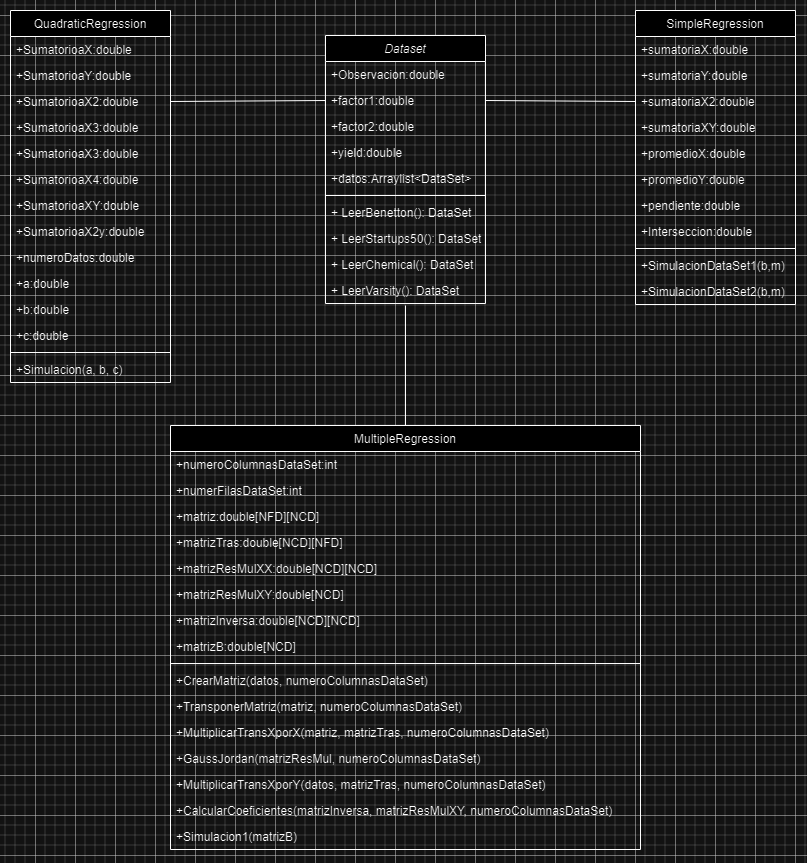 QuadraticRegression
+SumatorioaX:double
+SumatorioaY:double
+SumatorioaX2:double
+SumatorioaX3:double
+SumatorioaX3:double
+SumatorioaX4:double
+SumatoriaXY:double
+SumatorioaX2y:double
+numeroDatos:double
+a:double
+b:double
+c:double
+Simulacion(a, b, c)
Dataset
+Observacion:double
+factor1:double
+factor2:double
+yield:double
+datos:Arraylist<DataSet>
+ LeerBenetton(): DataSet
+ LeerStartups50(): DataSet
+ LeerChemical(): DataSet
+ LeerVarsity(): DataSet
SimpleRegression
+sumatoriaX:double
+sumatoriaY:double
+sumatoriaX2:double
+sumatoriaXY:double
+promedioX:double
+promedioY:double
+pendiente:double
+Interseccion:double
+SimulacionDataSet1(b,m)
+SimulacionDataSet2(b,m)
MultipleRegression
+numeroColumnasDataSet:int
+numerFilasDataSet:int
+matriz:double[NFD][NCD]
+matrizTras:double[NCD][NFD]
+matrizResMulXX:double[NCD][NCD]
+matrizResMulXY:double[NCD]
+matrizInversa:double[NCD][NCD]
+matrizB:double[NCD]
+CrearMatriz(datos, numeroColumnasDataSet)
+TransponerMatriz(matriz, numeroColumnasDataSet)
+MultiplicarTransXporX(matriz, matrizTras, numeroColumnasDataSet)
+GaussJordan(matrizResMul, numeroColumnasDataSet)
+MultiplicarTransXporY(datos, matrizTras, numeroColumnasDataSet)
+CalcularCoeficientes(matrizInversa, matrizResMulXY, numeroColumnasDataSet)
+Simulacion1(matrizB)